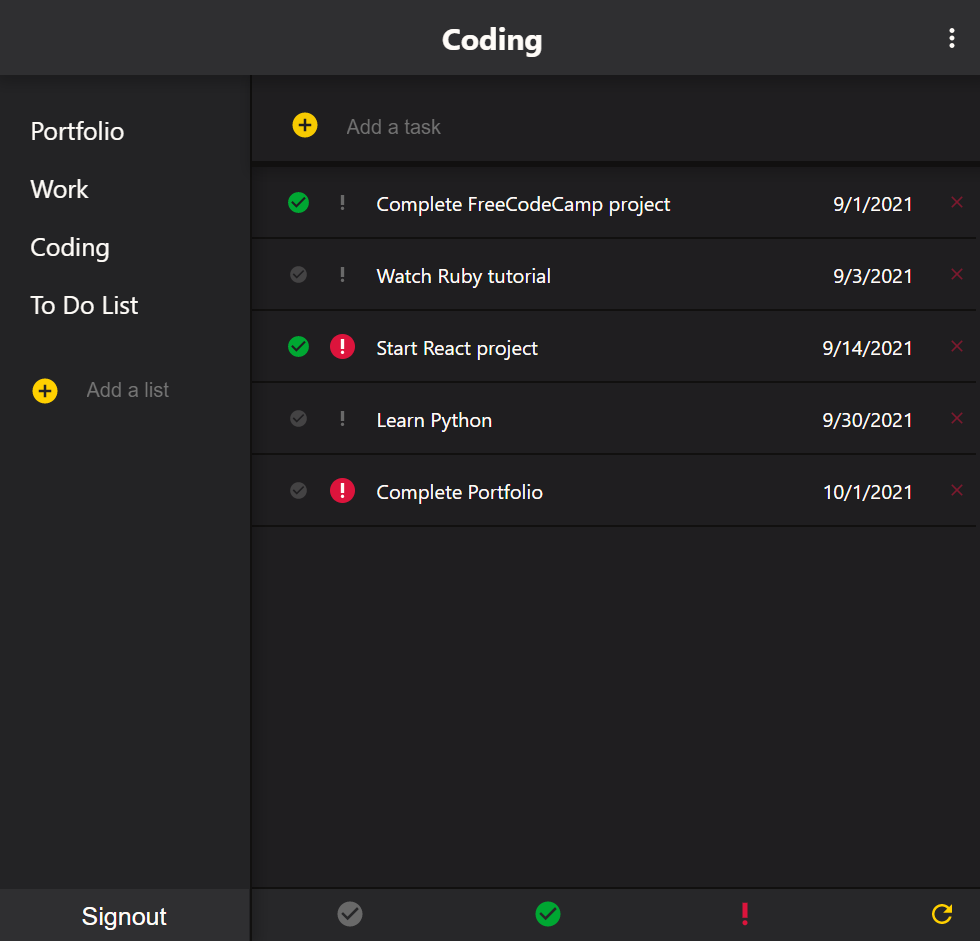 Coding
Portfolio
Work
Coding
To Do List
Add a list
Signout
Add a task
Complete FreeCodeCamp project 9/1/2021
Watch Ruby tutorial 9/3/2021
Start React project 9/14/2021
Learn Python 9/30/2021
Complete Portfolio 10/1/2021